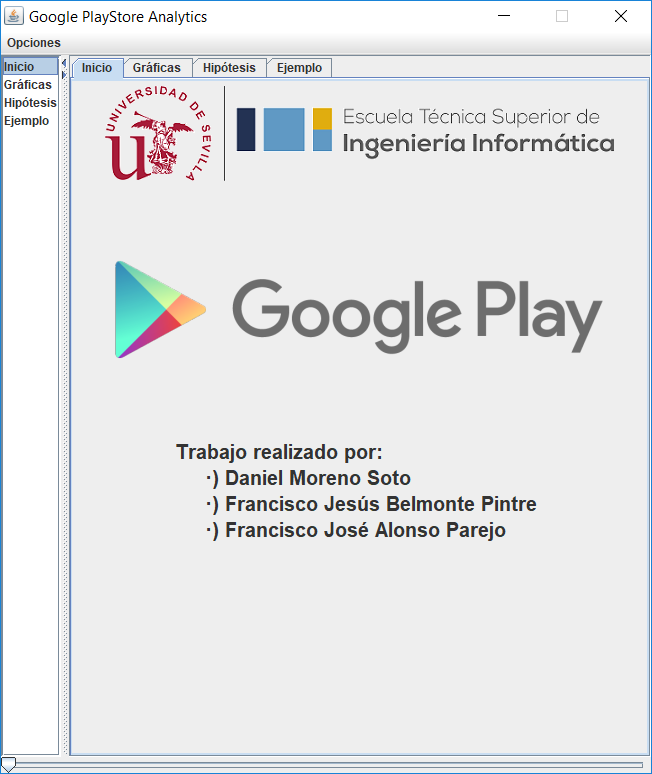 Google PlayStore Analytics
Opciones
Inicio
Gráficas
Hipótesis
Ejemplo
Inicio Gráficas Hipótesis Ejemplo
UNIVERSIDAD DE SEVILLA
Escuela Técnica Superior de
Ingeniería Informática
Google Play
Trabajo realizado por:
·) Daniel Moreno Soto
·) Francisco Jesús Belmonte Pintre
·) Francisco José Alonso Parejo